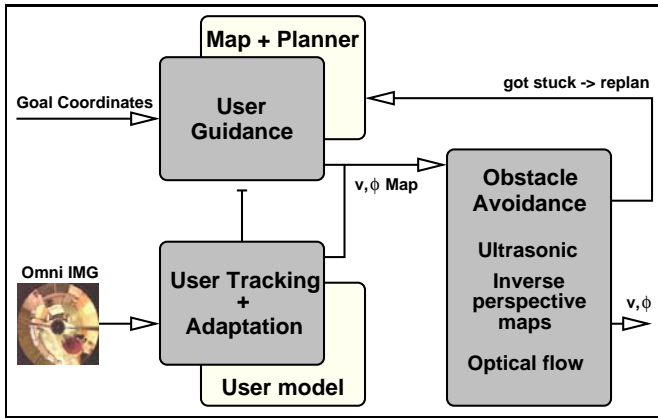 Map + Planner
got stuck -> replan
Goal Coordinates
User
Guidance
v, ϕ Map
Obstacle
Avoidance
Ultrasonic
Inverse
perspective
maps
Optical flow
v, ϕ
Omni IMG
User Tracking
+
Adaptation
User model